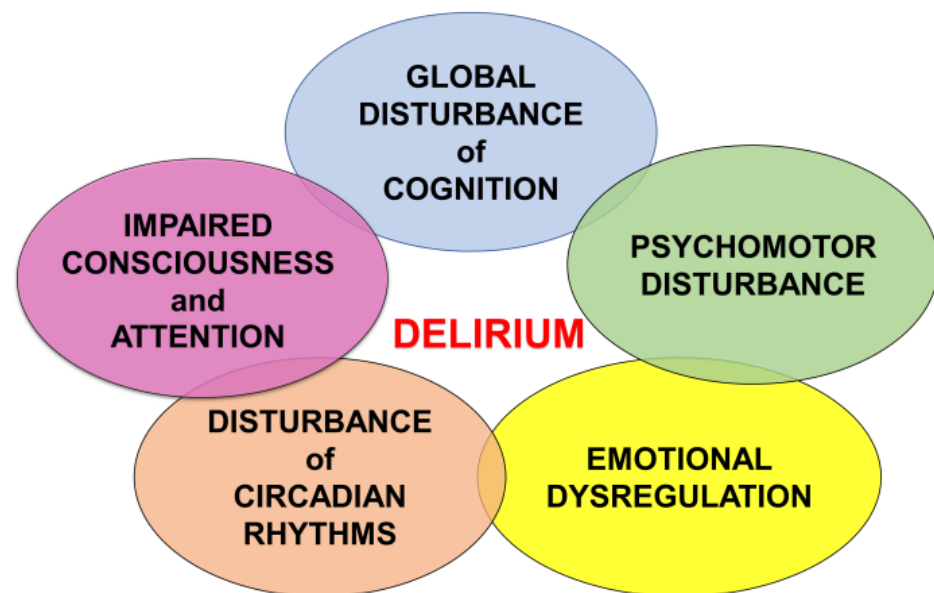 GLOBAL
DISTURBANCE
of
COGNITION
IMPAIRED
CONSCIOUSNESS
and
ATTENTION
PSYCHOMOTOR
DISTURBANCE
DELIRIUM
DISTURBANCE
of
CIRCADIAN
RHYTHMS
EMOTIONAL
DYSREGULATION